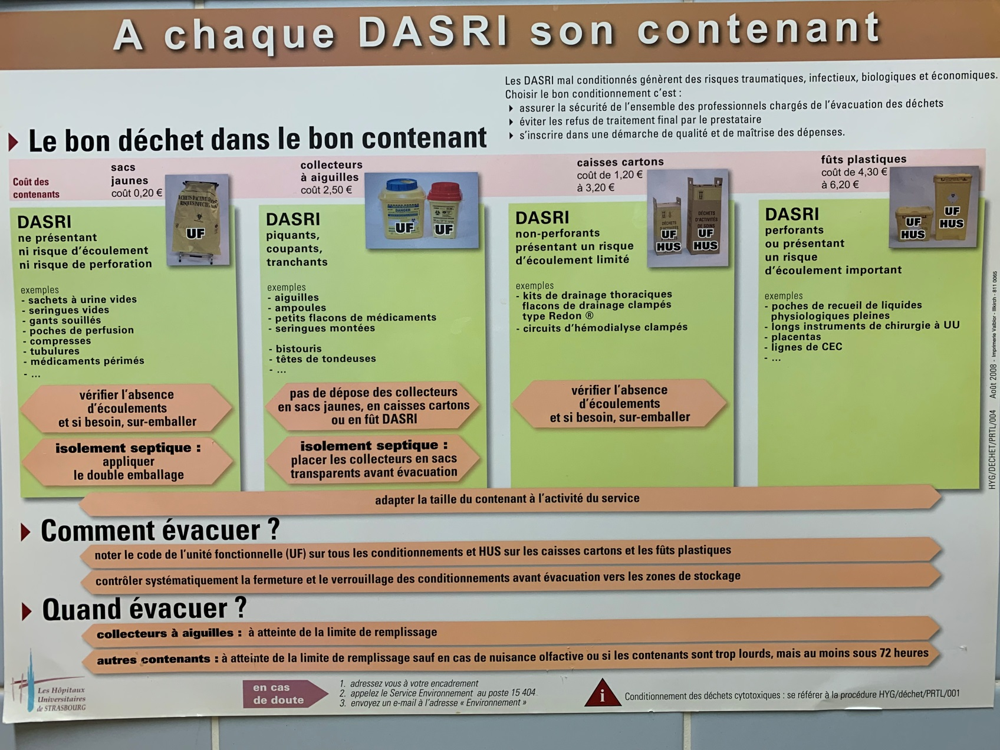 A chaque DASRI son contenant
Les DASRI mal conditionnés génèrent des risques traumatiques, infectieux, biologiques et économiques.
Choisir le bon conditionnement c'est :
assurer la sécurité de l'ensemble des professionnels chargés de l'évacuation des déchets
éviter les refus de traitement final par le prestataire
s'inscrire dans une démarche de qualité et de maîtrise des dépenses.
Le bon déchet dans le bon contenant
Coût des
contenants
sacs
jaunes
coût 0,20 €
UF
DASRI
ne présentant
ni risque d'écoulement
ni risque de perforation
exemples
- sachets à urine vides
- seringues vides
- gants souillés
- poches de perfusion
- compresses
- tubulures
- médicaments périmés
- ...
vérifier l'absence
d'écoulements
et si besoin, sur-emballer
isolement septique :
appliquer
le double emballage
collecteurs
à aiguilles
coût 2,50 €
DANGER
UF
UF
DASRI
piquants,
coupants,
tranchants
exemples
- aiguilles
- ampoules
- petits flacons de médicaments
- seringues montées
- bistouris
- têtes de tondeuses
- ...
pas de dépose des collecteurs
en sacs jaunes, en caisses cartons
ou en fût DASRI
isolement septique :
placer les collecteurs en sacs
transparents avant évacuation
caisses cartons
coût de 1,20 €
à 3,20 €
DÉCHETS
D'ACTIVITÉS
DE SOINS
UF
HUS
UF
HUS
DASRI
non-perforants
présentant un risque
d'écoulement limité
exemples
- kits de drainage thoraciques
flacons de drainage clampés
type Redon ®
- circuits d'hémodialyse clampés
vérifier l'absence
d'écoulements
et si besoin, sur-emballer
fûts plastiques
coût de 4,30 €
à 6,20 €
UF
HUS
UF
HUS
DASRI
perforants
ou présentant
un risque
d'écoulement important
exemples
- poches de recueil de liquides
physiologiques pleines
- longs instruments de chirurgie à UU
- placentas
- lignes de CEC
- ...
adapter la taille du contenant à l'activité du service
Comment évacuer ?
noter le code de l'unité fonctionnelle (UF) sur tous les conditionnements et HUS sur les caisses cartons et les fûts plastiques
contrôler systématiquement la fermeture et le verrouillage des conditionnements avant évacuation vers les zones de stockage
Quand évacuer ?
collecteurs à aiguilles : à atteinte de la limite de remplissage
autres contenants : à atteinte de la limite de remplissage sauf en cas de nuisance olfactive ou si les contenants sont trop lourds, mais au moins sous 72 heures
Les Hôpitaux
Universitaires
de STRASBOURG
en cas
de doute
1. adressez vous à votre encadrement
2. appelez le Service Environnement au poste 15 404
3. envoyez un e-mail à l'adresse « Environnement »
i
Conditionnement des déchets cytotoxiques : se référer à la procédure HYG/déchet/PRTL/001
HYG/DECHET/PRTL/004 Août 2008 - Imprimerie Valblor - Illkirch - 811 0065